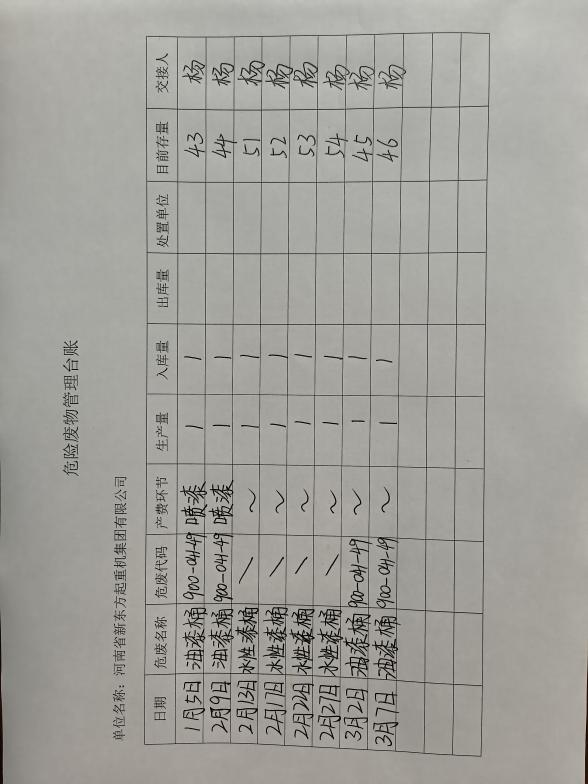 危险废物管理台账
单位名称：河南省新东方起重机集团有限公司
日期 危废名称 危废代码 产费环节 生产量 入库量 出库量 处置单位 目前存量 交接人
1月5日 油漆桶 900-041-49 喷漆 1 1 43 杨
2月9日 油漆桶 900-041-49 喷漆 1 1 44 杨
2月13日 水性漆桶 \ ~ 1 1 51 杨
2月17日 水性漆桶 \ ~ 1 1 52 杨
2月22日 水性漆桶 \ ~ 1 1 53 杨
2月27日 水性漆桶 \ ~ 1 1 54 杨
3月2日 油漆桶 900-041-49 ~ 1 1 45 杨
3月7日 油漆桶 900-041-49 ~ 1 1 46 杨